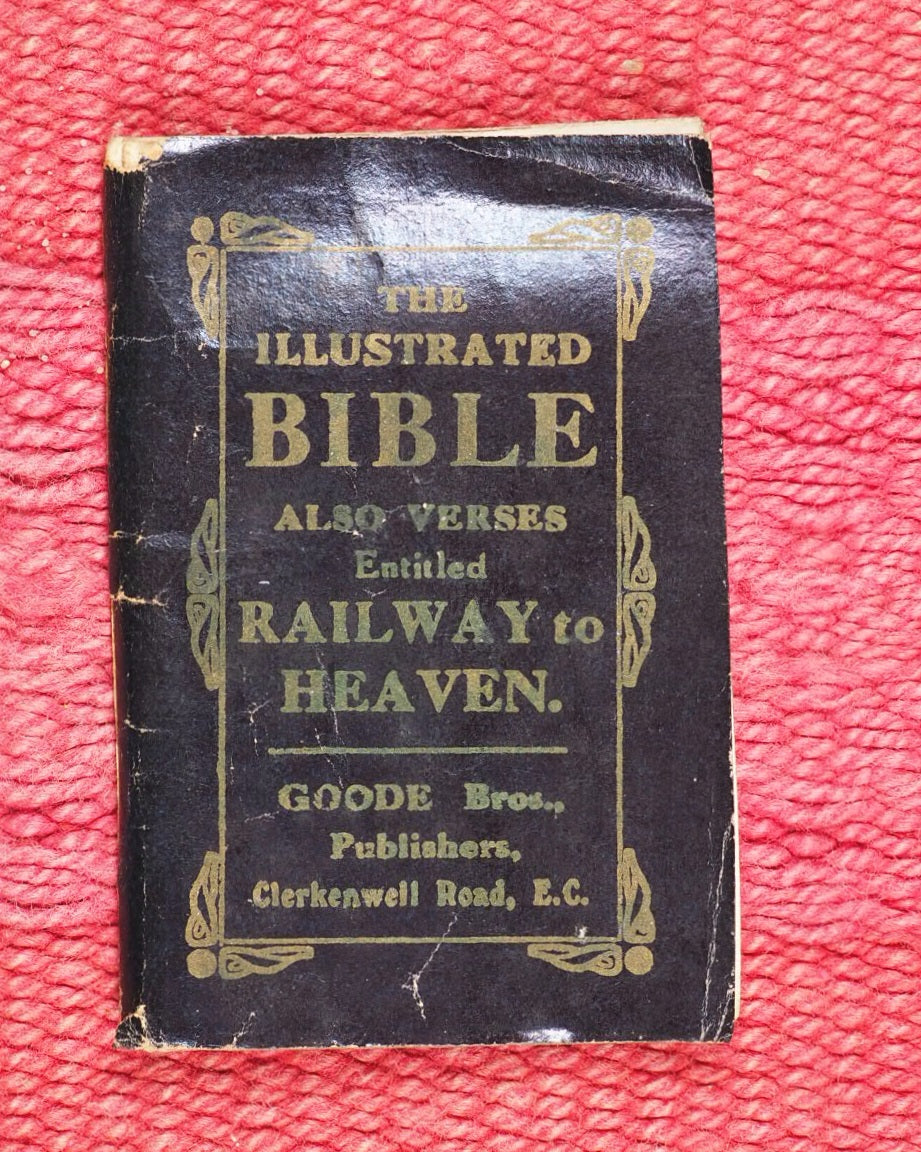 THE
ILLUSTRATED
BIBLE
ALSO VERSES
Entitled
RAILWAY to
HEAVEN.
GOODE Bros.,
Publishers,
Clerkenwell Road, E.C.